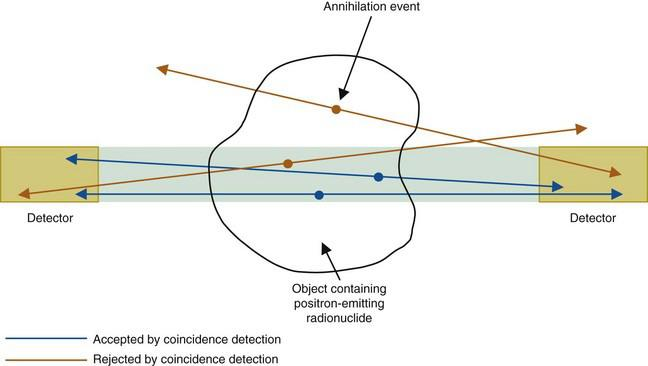 Annihilation event
Detector
Detector
Object containing
positron-emitting
radionuclide
Accepted by coincidence detection
Rejected by coincidence detection